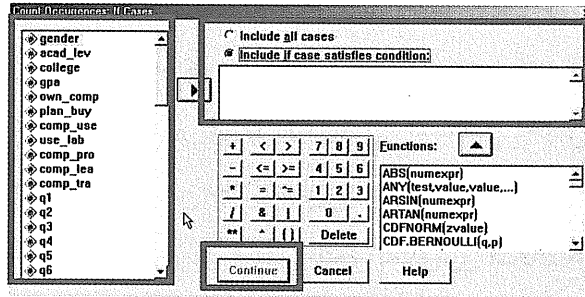 Count Occurrences: If Cases
gender
acad_lev
college
gpa
own_comp
plan_buy
comp_use
use_lab
comp_pro
comp_lea
comp_tra
q1
q2
q3
q4
q5
q6
Include all cases
Include if case satisfies condition:
+ < > 7 8 9
- <= >= 4 5 6
* = ~= 1 2 3
/ & | 0 .
** ^ ( ) Delete
Functions:
ABS(numexpr)
ANY(test,value,value,...)
ARSIN(numexpr)
ARTAN(numexpr)
CDFNORM(zvalue)
CDF.BERNOULLI(q,p)
Continue
Cancel
Help